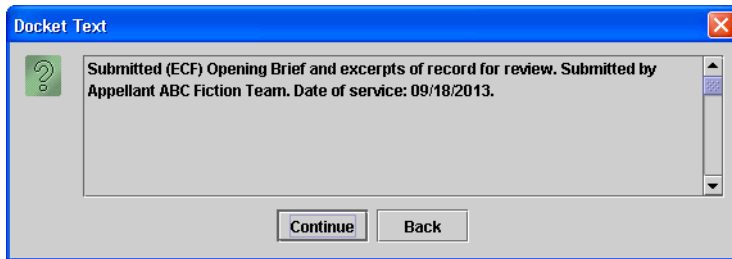 Docket Text
Submitted (ECF) Opening Brief and excerpts of record for review. Submitted by
Appellant ABC Fiction Team. Date of service: 09/18/2013.
Continue Back